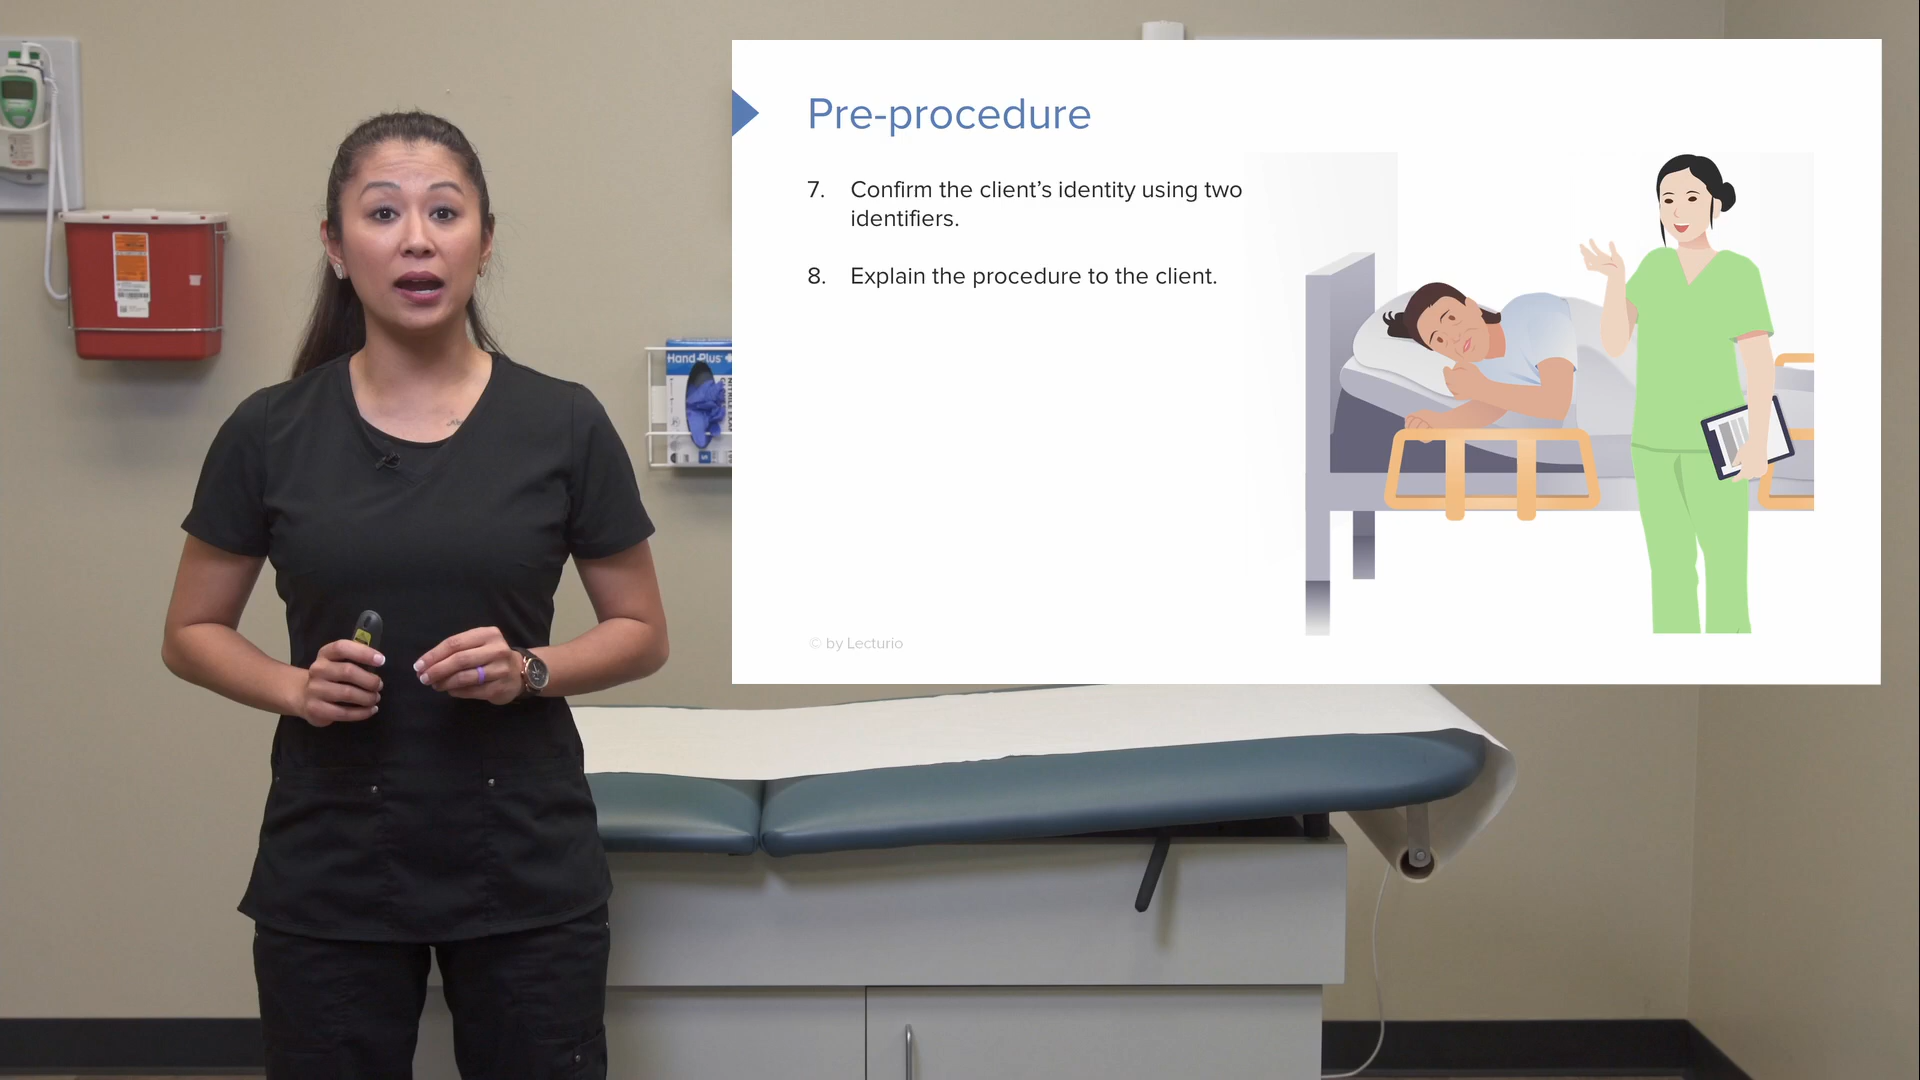 Pre-procedure
7. Confirm the client's identity using two
identifiers.
8. Explain the procedure to the client.
© by Lecturio
Hand Plus